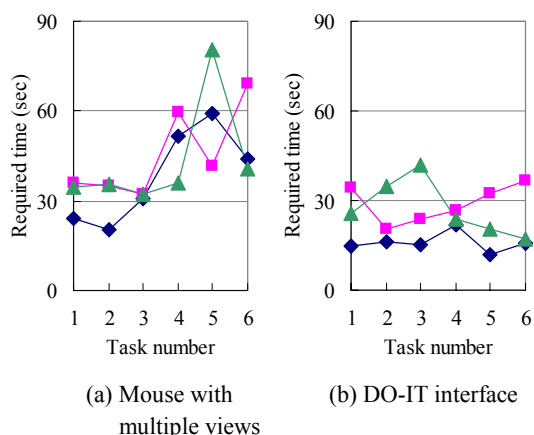 Required time (sec)
90
60
30
0
1 2 3 4 5 6
Task number
(a) Mouse with
multiple views
Required time (sec)
90
60
30
0
1 2 3 4 5 6
Task number
(b) DO-IT interface